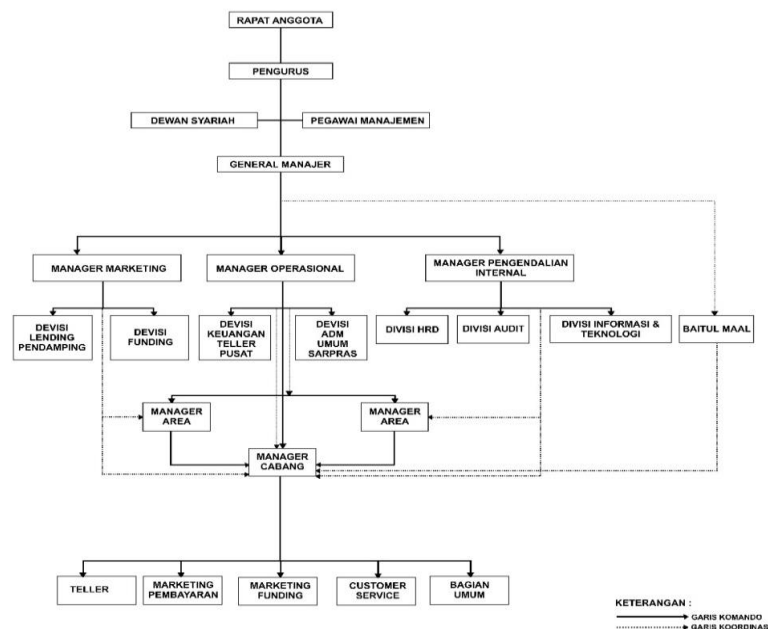 RAPAT ANGGOTA
PENGURUS
DEWAN SYARIAH
PEGAWAI MANAJEMEN
GENERAL MANAJER
MANAGER MARKETING
MANAGER OPERASIONAL
MANAGER PENGENDALIAN
INTERNAL
DEVISI
LENDING
PENDAMPING
DEVISI
FUNDING
DEVISI
KEUANGAN
TELLER
PUSAT
DEVISI
ADM
UMUM
SARPRAS
DIVISI HRD
DIVISI AUDIT
DIVISI INFORMASI &
TEKNOLOGI
BAITUL MAAL
MANAGER
AREA
MANAGER
AREA
MANAGER
CABANG
TELLER
MARKETING
PEMBAYARAN
MARKETING
FUNDING
CUSTOMER
SERVICE
BAGIAN
UMUM
KETERANGAN :
GARIS KOMANDO
GARIS KOORDINAS